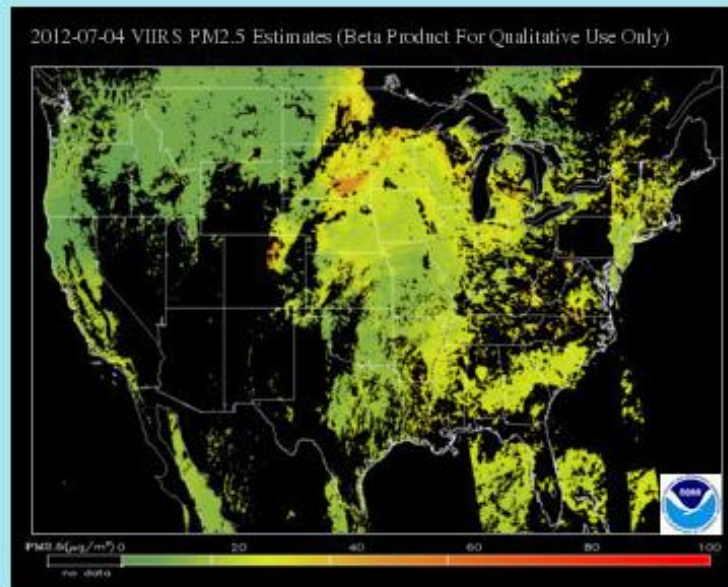 2012-07-04 VIIRS PM2.5 Estimates (Beta Product For Qualitative Use Only)
noaa
PM2.5(μg/m³) 0 20 40 60 80 100
no data